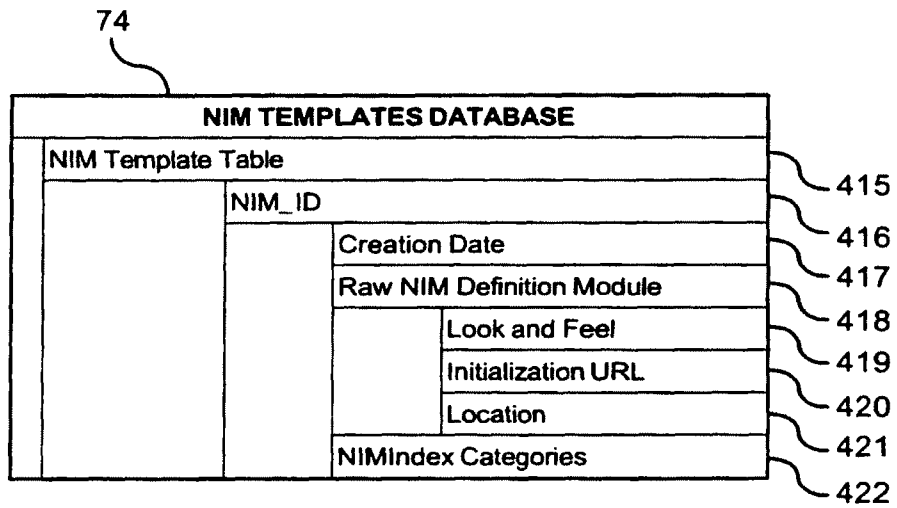 74
NIM TEMPLATES DATABASE
NIM Template Table
415
NIM_ID
416
Creation Date
417
Raw NIM Definition Module
418
Look and Feel
419
Initialization URL
420
Location
421
NIMIndex Categories
422